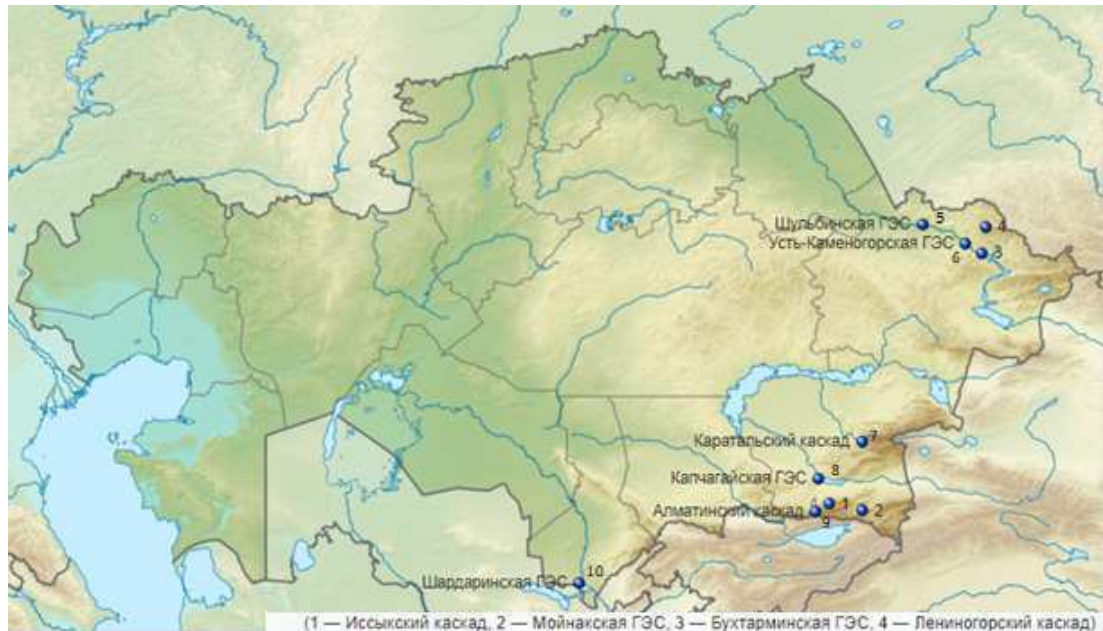 Шульбинская ГЭС 5
4
Усть-Каменогорская ГЭС
6 3
Каратальский каскад 7
Капчагайская ГЭС 8
Алматинский каскад 1 2
9
Шардаринская ГЭС 10
(1 — Иссыкский каскад, 2 — Мойнакская ГЭС, 3 — Бухтарминская ГЭС, 4 — Лениногорский каскад)